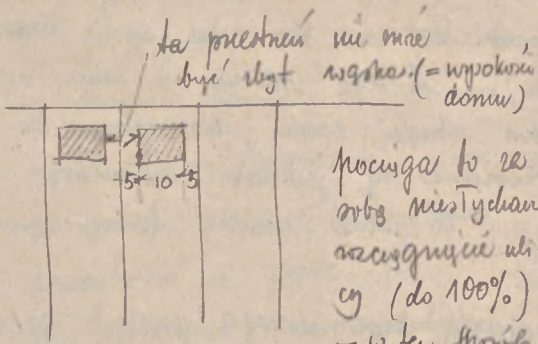 ta przestrzeń nie może
być zbyt wąska (= wysokości
domu)
5 10 5
pociąga to za
sobą niesłychane
rozciągnięcie uli
cy (do 100%)